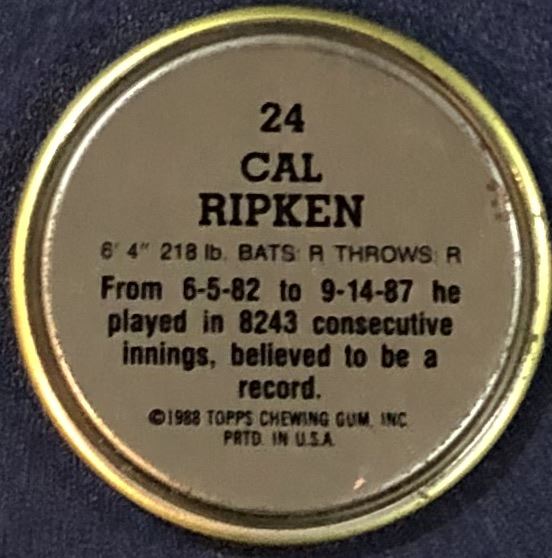 24
CAL
RIPKEN
6' 4" 218 lb. BATS: R THROWS: R
From 6-5-82 to 9-14-87 he
played in 8243 consecutive
innings, believed to be a
record.
©1988 TOPPS CHEWING GUM, INC.
PRTD. IN U.S.A.